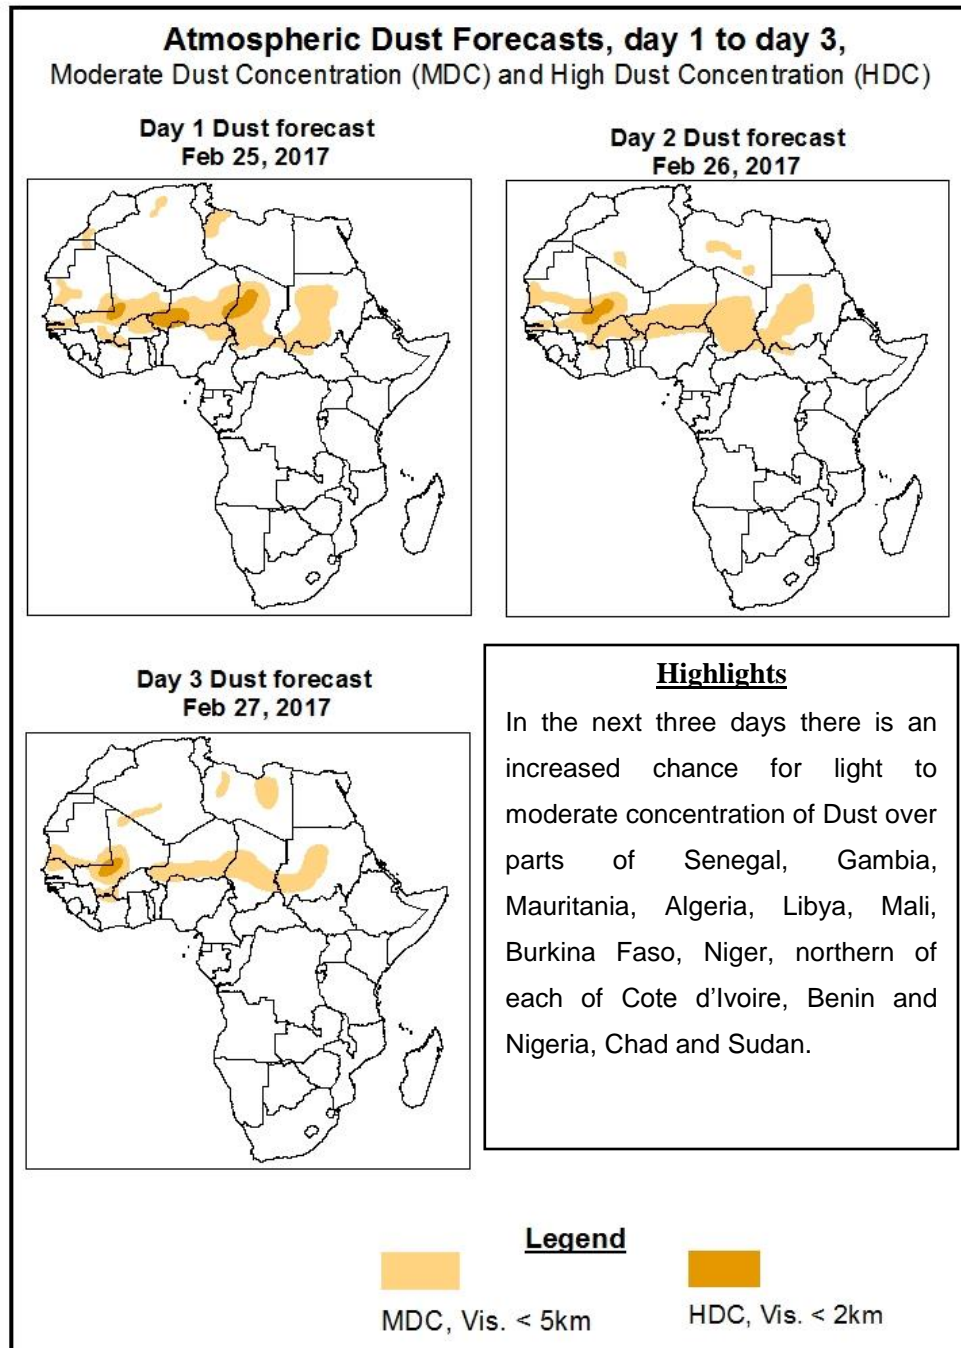 Atmospheric Dust Forecasts, day 1 to day 3,
Moderate Dust Concentration (MDC) and High Dust Concentration (HDC)
Day 1 Dust forecast
Feb 25, 2017
Day 2 Dust forecast
Feb 26, 2017
Day 3 Dust forecast
Feb 27, 2017
Highlights
In the next three days there is an
increased chance for light to
moderate concentration of Dust over
parts of Senegal, Gambia,
Mauritania, Algeria, Libya, Mali,
Burkina Faso, Niger, northern of
each of Cote d’Ivoire, Benin and
Nigeria, Chad and Sudan.
Legend
MDC, Vis. < 5km
HDC, Vis. < 2km